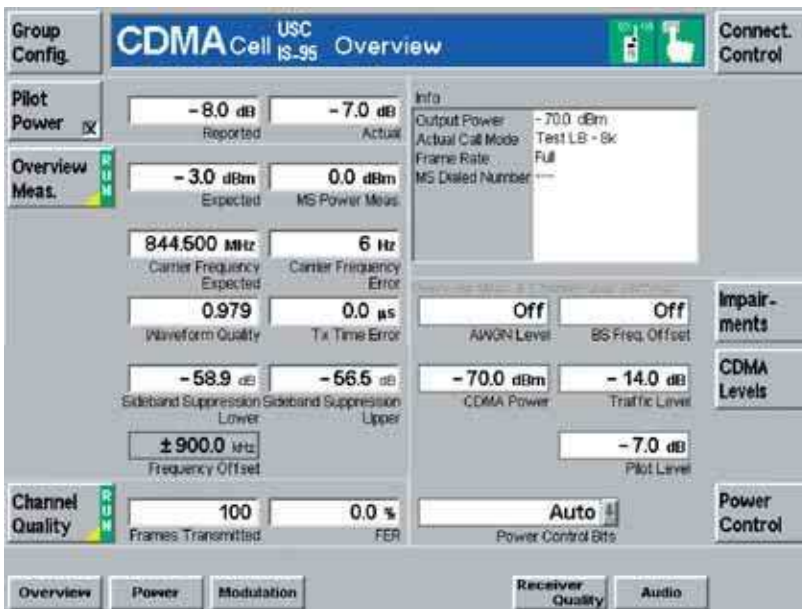 Group
Config.
CDMA Cell USC
IS-95 Overview
Connect.
Control
Pilot
Power
-8.0 dB
Reported
-7.0 dB
Actual
Info
Output Power -70.0 dBm
Actual Call Mode Test LB - 8k
Frame Rate Full
MS Dialed Number ---
Overview
Meas.
RUN
-3.0 dBm
Expected
0.0 dBm
MS Power Meas.
844.500 MHz
Carrier Frequency
Expected
6 Hz
Carrier Frequency
Error
0.979
Waveform Quality
0.0 µs
Tx Time Error
Off
AWGN Level
Off
BS Freq. Offset
Impair-
ments
-58.9 dB
Sideband Suppression
Lower
-56.5 dB
Sideband Suppression
Upper
-70.0 dBm
CDMA Power
-14.0 dB
Traffic Level
CDMA
Levels
±900.0 kHz
Frequency Offset
-7.0 dB
Pilot Level
Channel
Quality
RUN
100
Frames Transmitted
0.0 %
FER
Auto
Power Control Bits
Power
Control
Overview
Power
Modulation
Receiver
Quality
Audio